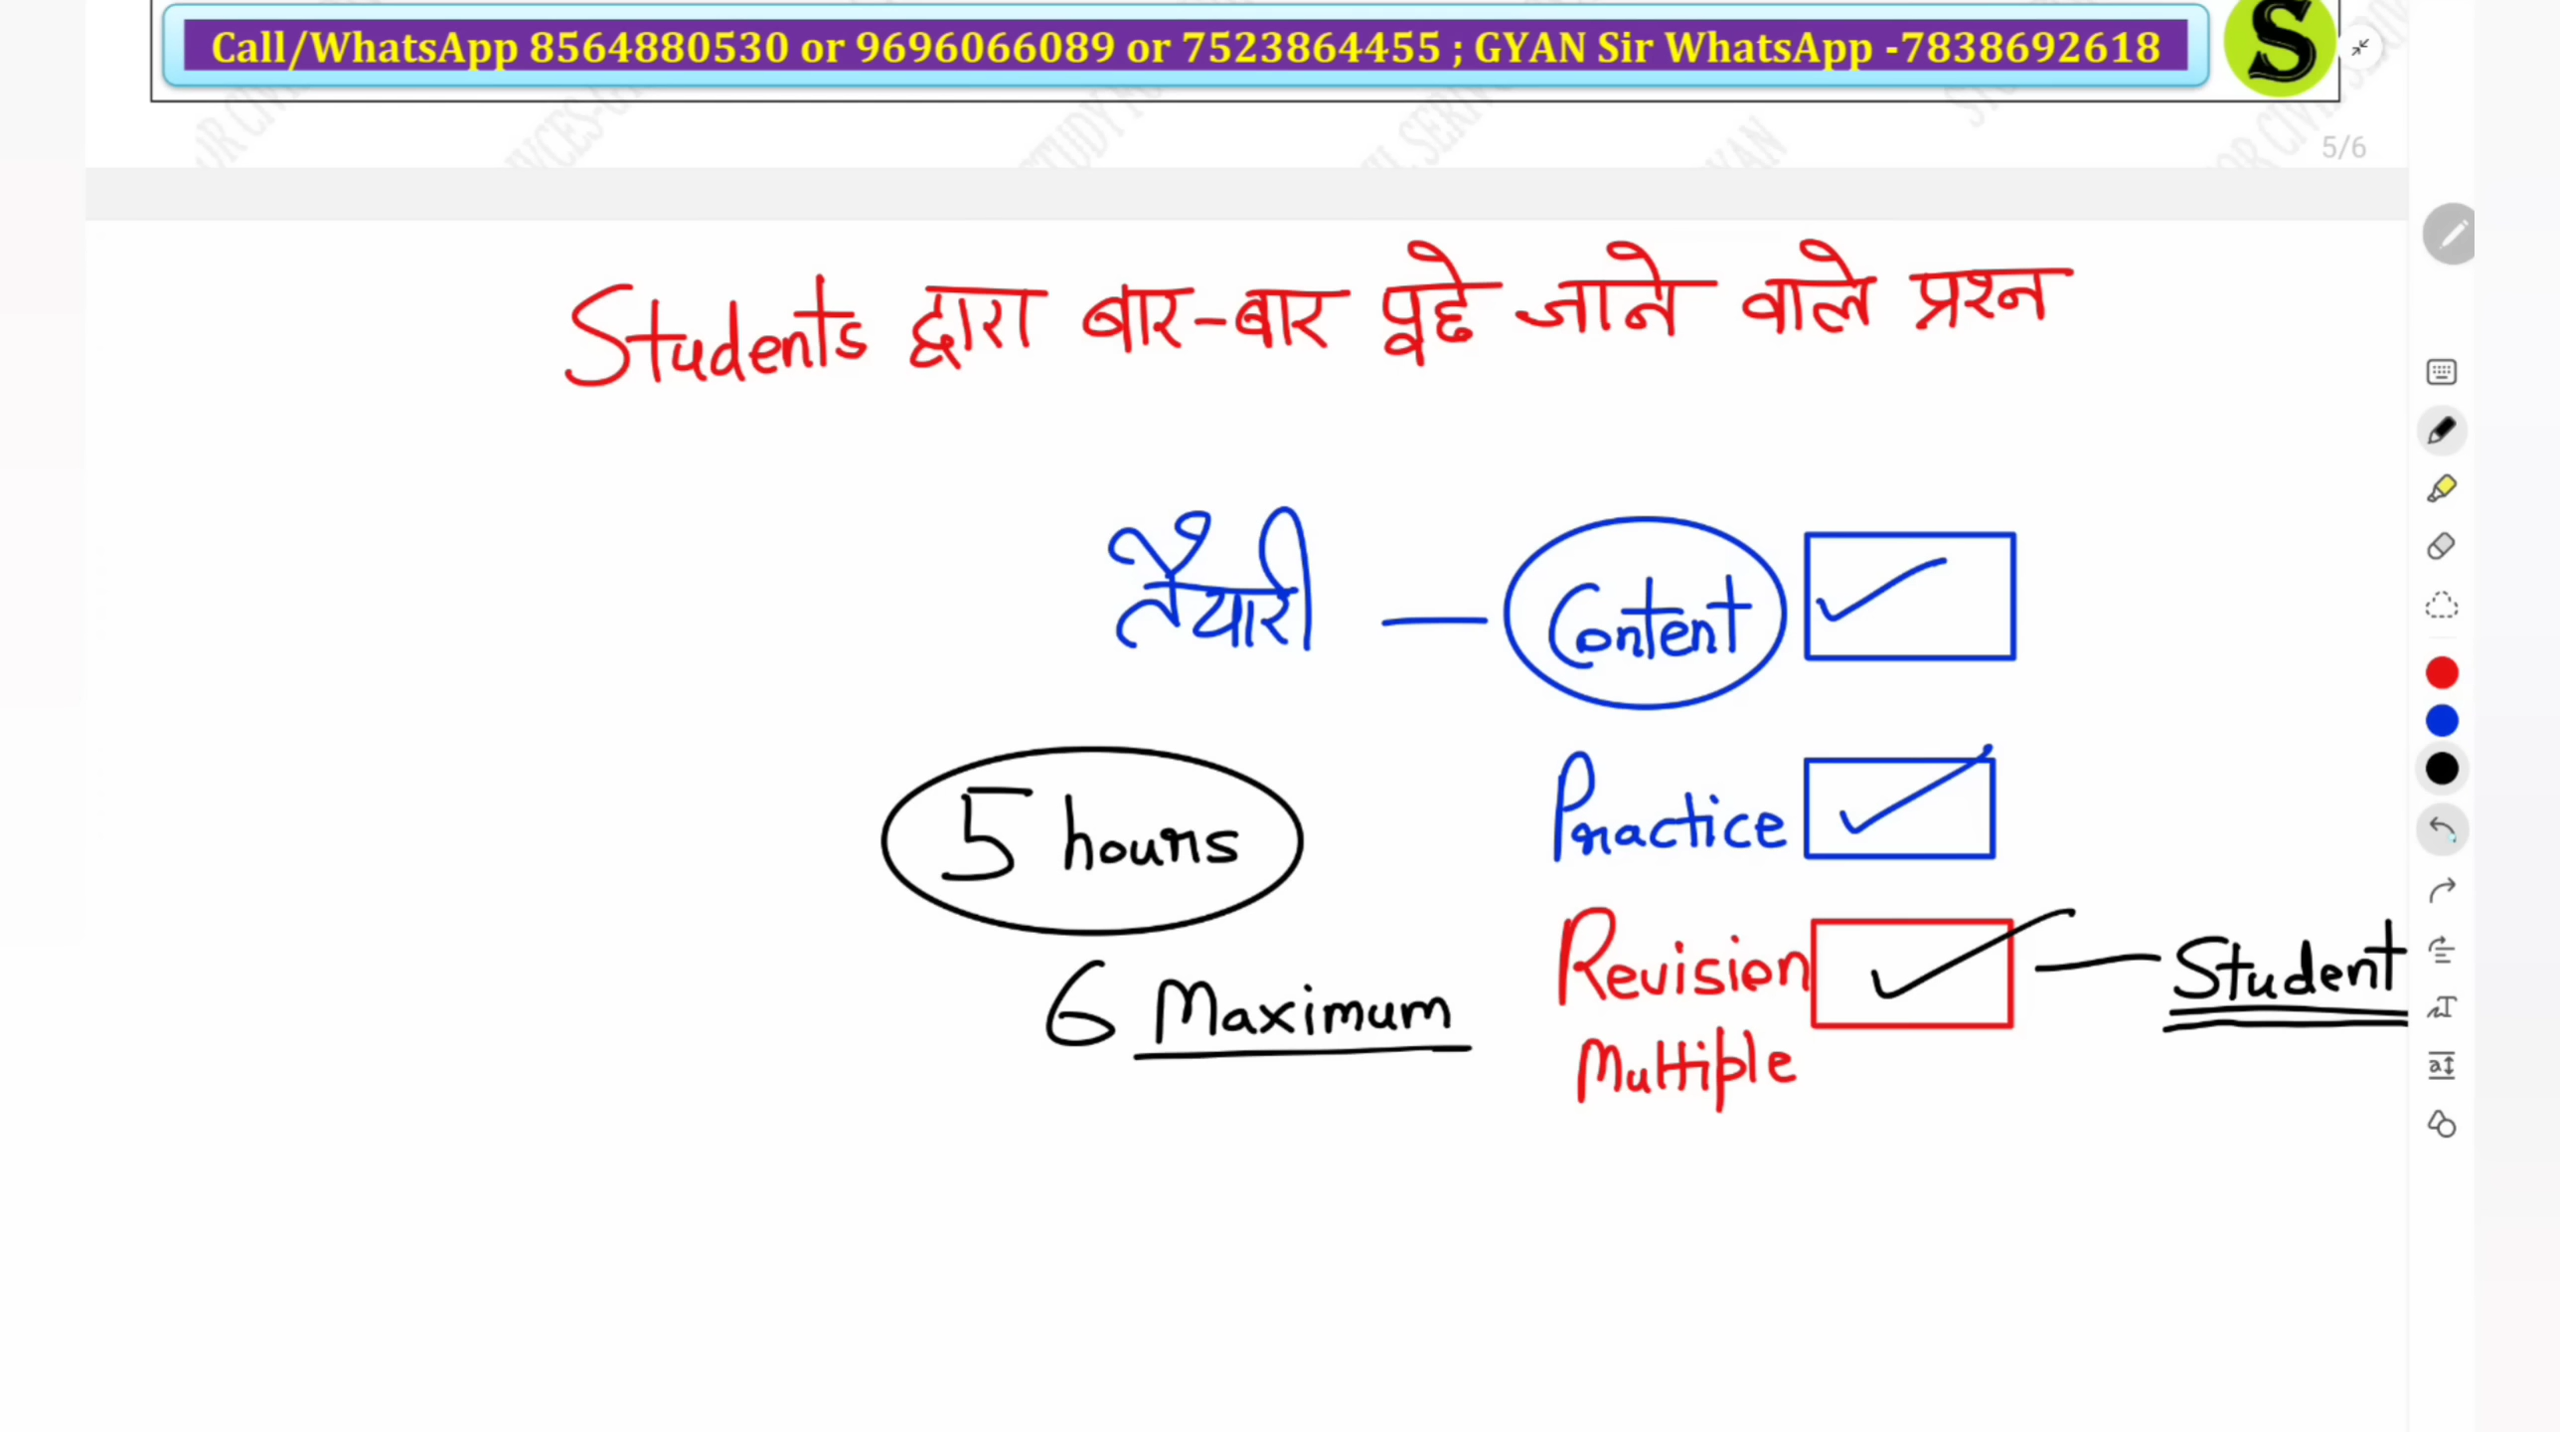 Call/WhatsApp 8564880530 or 9696066089 or 7523864455 ; GYAN Sir WhatsApp -7838692618
S
5/6
Students द्वारा बार-बार पूछे जाने वाले प्रश्न
तैयारी — Content
5 hours
Practice
6 Maximum
Revision — Student
Multiple